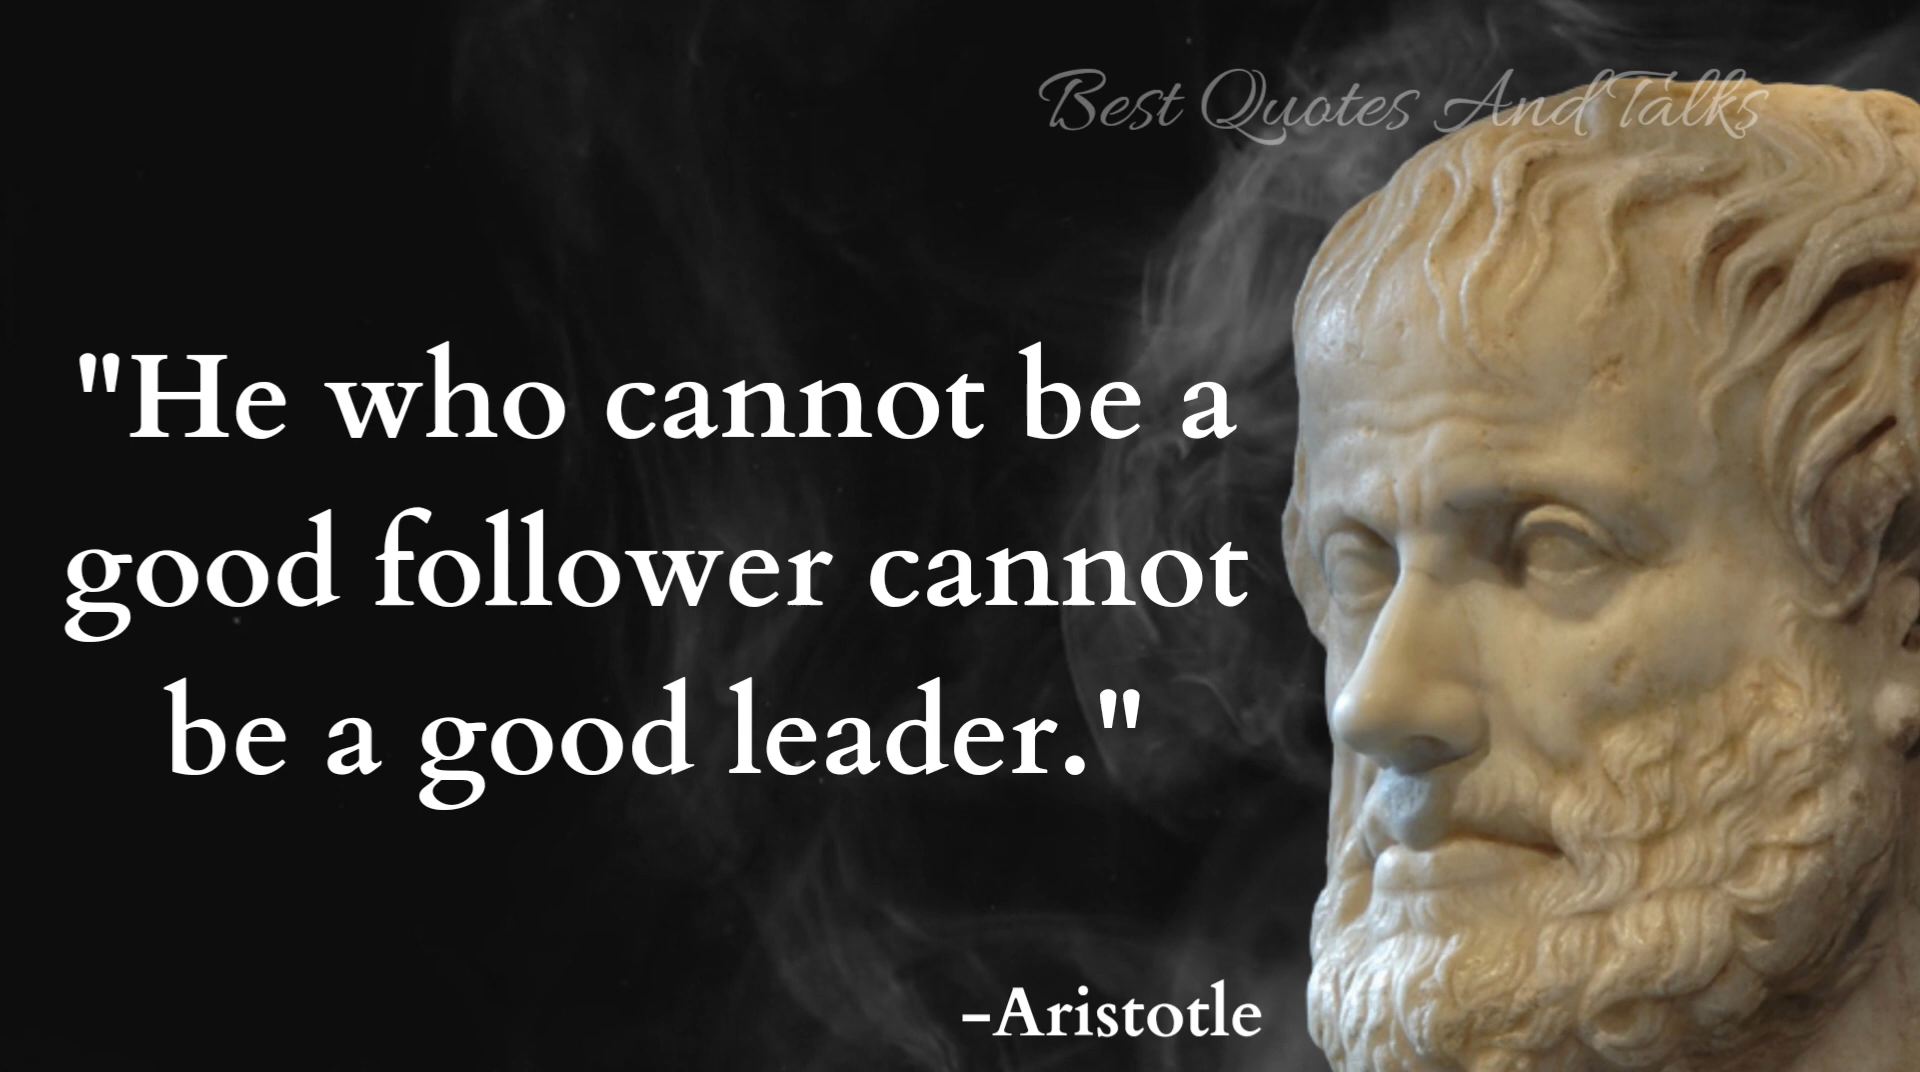 Best Quotes And Talks
"He who cannot be a
good follower cannot
be a good leader."
-Aristotle